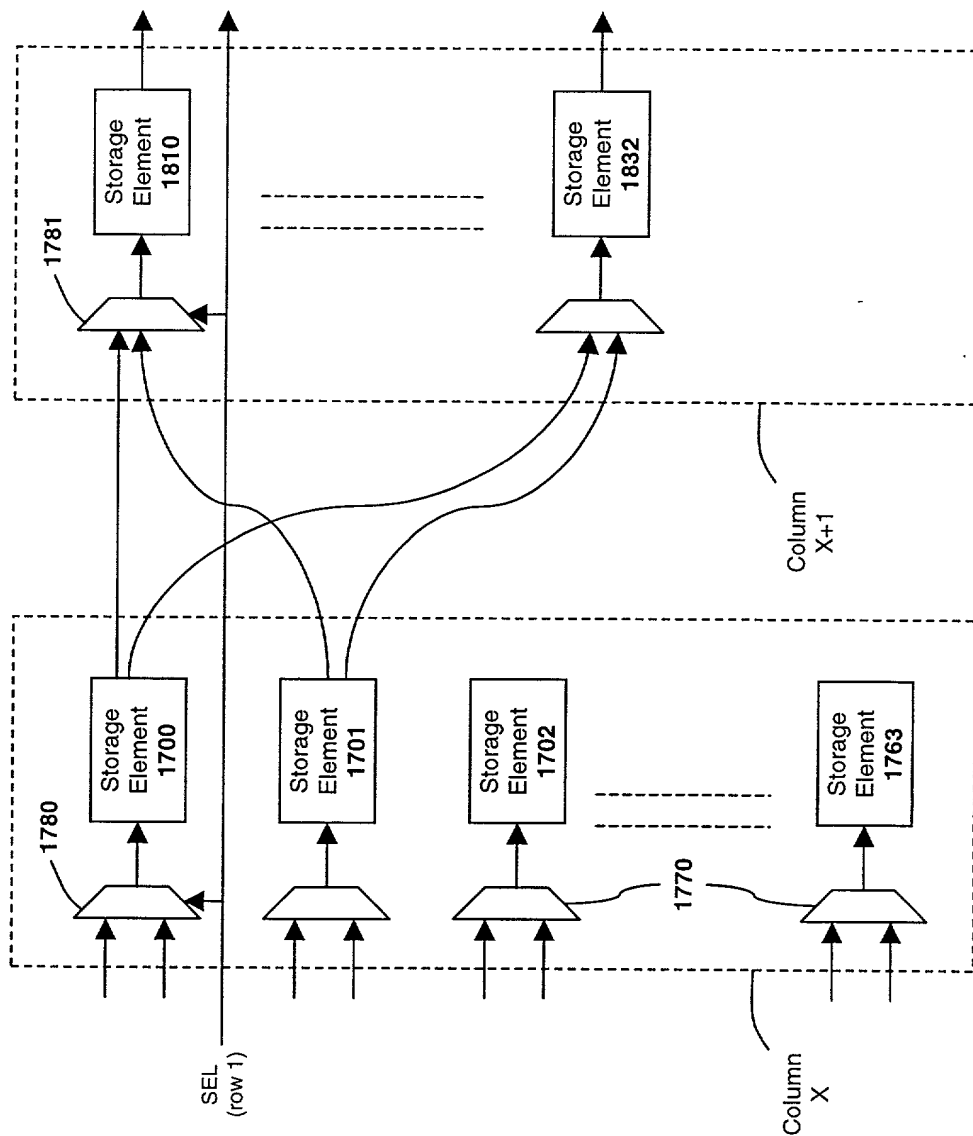 1780
Storage
Element
1700
SEL
(row 1)
Storage
Element
1701
Storage
Element
1702
1770
Storage
Element
1763
Column
X
1781
Storage
Element
1810
Storage
Element
1832
Column
X+1